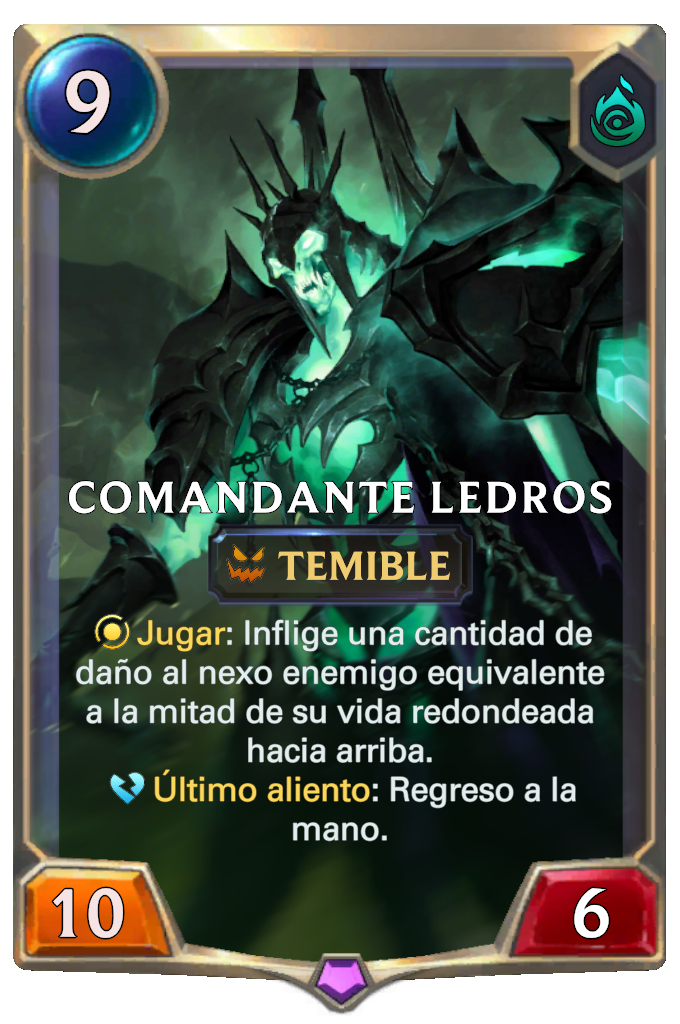 9
COMANDANTE LEDROS
TEMIBLE
Jugar: Inflige una cantidad de
daño al nexo enemigo equivalente
a la mitad de su vida redondeada
hacia arriba.
Último aliento: Regreso a la
mano.
10
6